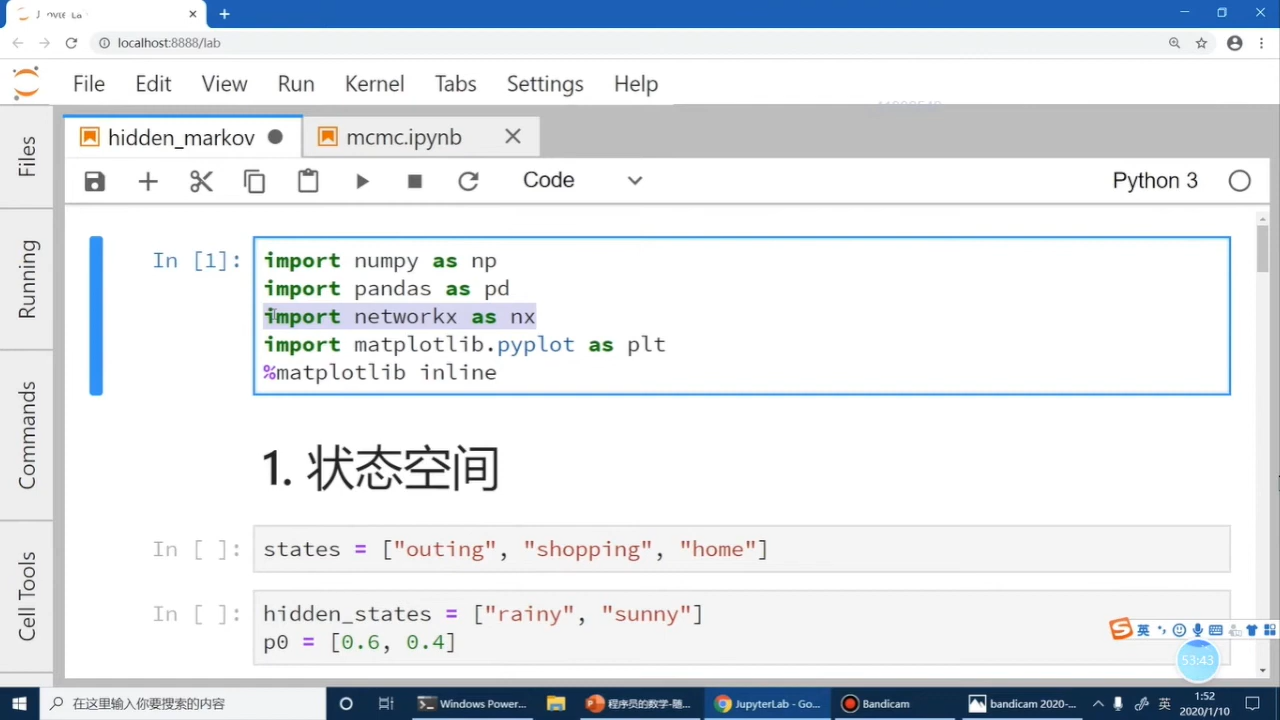 localhost:8888/lab
File Edit View Run Kernel Tabs Settings Help
Files
Running
Commands
Cell Tools
hidden_markov
mcmc.ipynb
Code
Python 3
In [1]:
import numpy as np
import pandas as pd
import networkx as nx
import matplotlib.pyplot as plt
%matplotlib inline
1. 状态空间
In [ ]:
states = ["outing", "shopping", "home"]
In [ ]:
hidden_states = ["rainy", "sunny"]
p0 = [0.6, 0.4]
英
53:43
在这里输入你要搜索的内容
Windows Power...
程序员的数学-随...
JupyterLab - Go...
Bandicam
bandicam 2020-...
英
1:52
2020/1/10